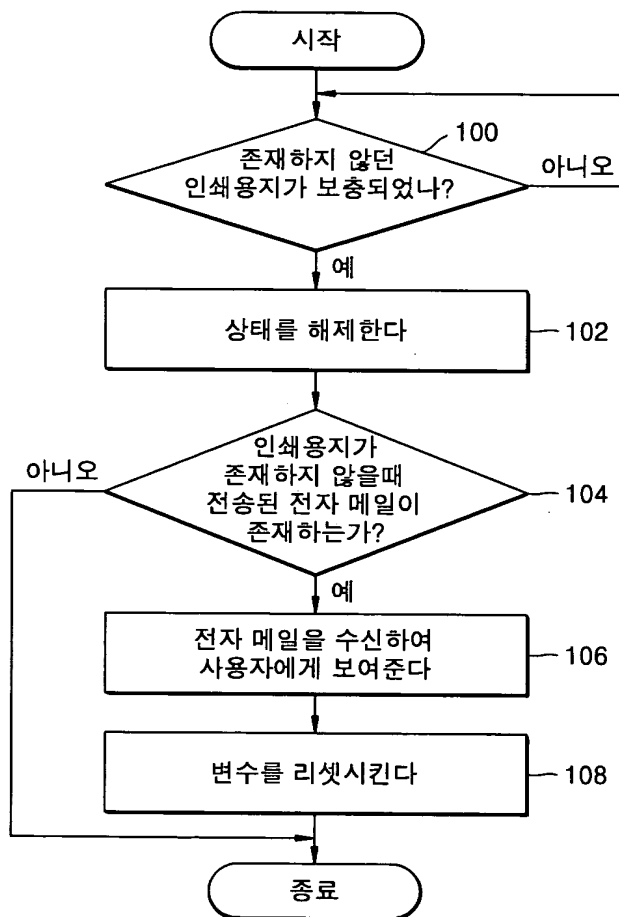 시작
100
존재하지 않던
인쇄용지가 보충되었나?
아니오
예
상태를 해제한다
102
인쇄용지가
존재하지 않을때
전송된 전자 메일이
존재하는가?
아니오
104
예
전자 메일을 수신하여
사용자에게 보여준다
106
변수를 리셋시킨다
108
종료